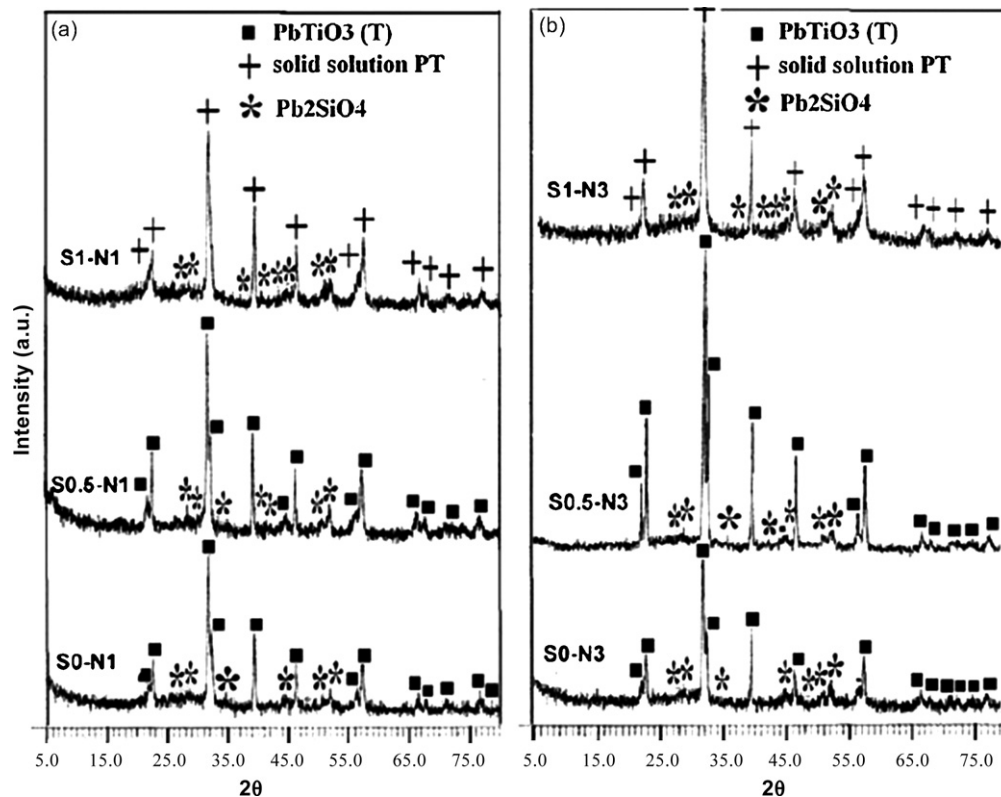 (a)
PbTiO3 (T)
solid solution PT
Pb2SiO4
S1-N1
S0.5-N1
S0-N1
Intensity (a.u.)
5.0 15.0 25.0 35.0 45.0 55.0 65.0 75.0
2θ
(b)
PbTiO3 (T)
solid solution PT
Pb2SiO4
S1-N3
S0.5-N3
S0-N3
5.0 15.0 25.0 35.0 45.0 55.0 65.0 75.0
2θ